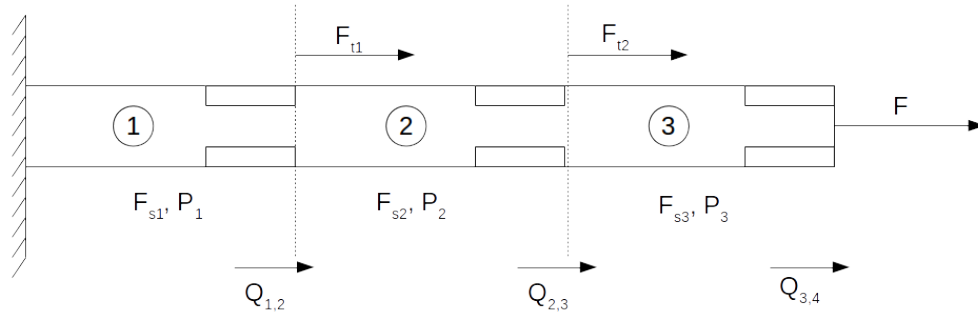 F_t1 F_t2
F
1 2 3
F_s1, P_1 F_s2, P_2 F_s3, P_3
Q_1,2 Q_2,3 Q_3,4